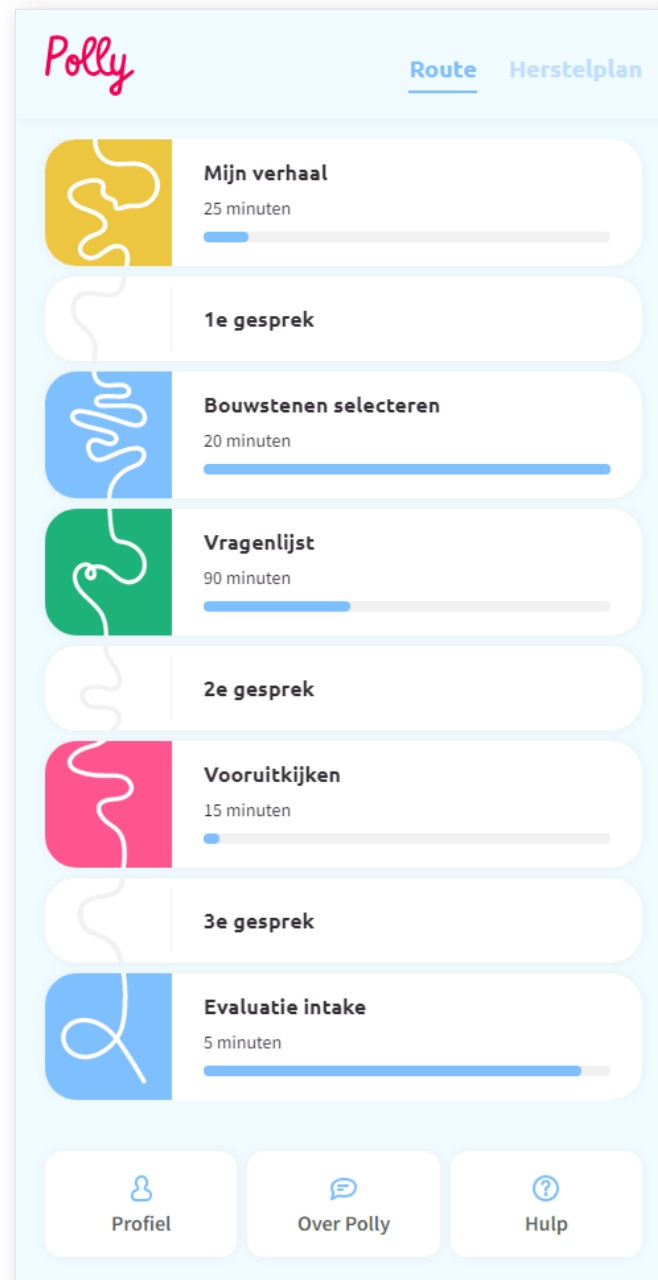 Polly
Route Herstelplan
Mijn verhaal
25 minuten
1e gesprek
Bouwstenen selecteren
20 minuten
Vragenlijst
90 minuten
2e gesprek
Vooruitkijken
15 minuten
3e gesprek
Evaluatie intake
5 minuten
Profiel Over Polly Hulp